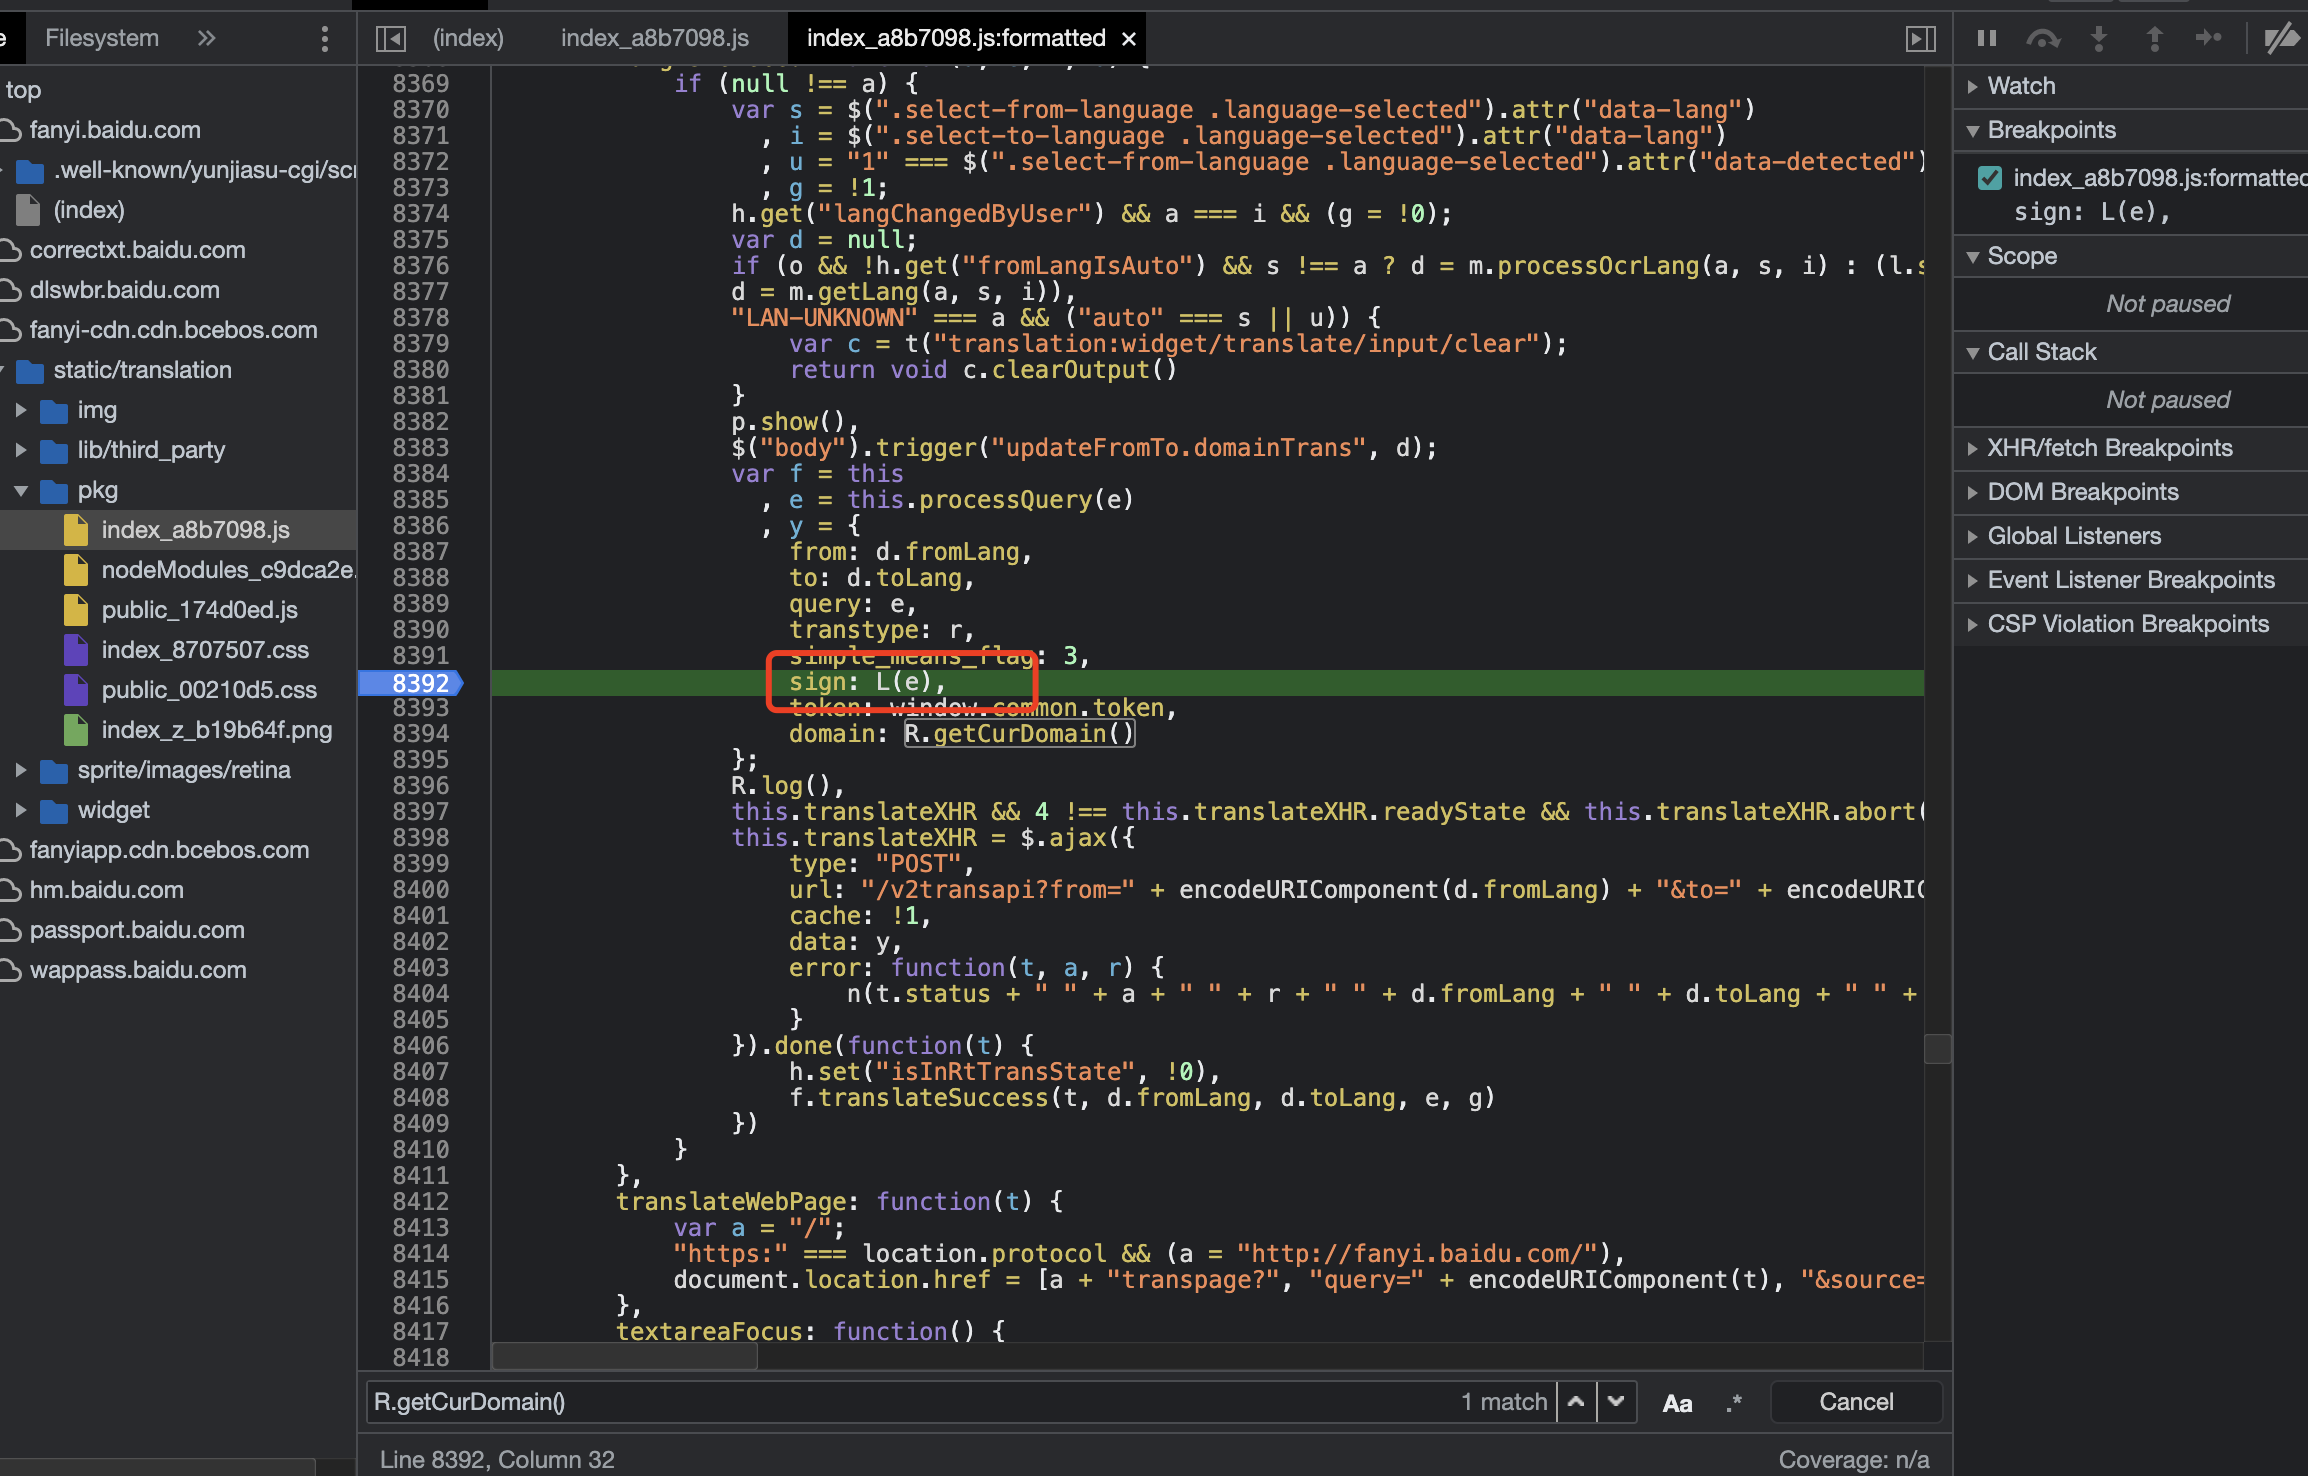 Filesystem
(index)
index_a8b7098.js
index_a8b7098.js:formatted
top
fanyi.baidu.com
.well-known/yunjiasu-cgi/scr
(index)
correctxt.baidu.com
dlswbr.baidu.com
fanyi-cdn.cdn.bcebos.com
static/translation
img
lib/third_party
pkg
index_a8b7098.js
nodeModules_c9dca2e.
public_174d0ed.js
index_8707507.css
public_00210d5.css
index_z_b19b64f.png
sprite/images/retina
widget
fanyiapp.cdn.bcebos.com
hm.baidu.com
passport.baidu.com
wappass.baidu.com
8369 if (null !== a) {
8370 var s = $(".select-from-language .language-selected").attr("data-lang")
8371 , i = $(".select-to-language .language-selected").attr("data-lang")
8372 , u = "1" === $(".select-from-language .language-selected").attr("data-detected")
8373 , g = !1;
8374 h.get("langChangedByUser") && a === i && (g = !0);
8375 var d = null;
8376 if (o && !h.get("fromLangIsAuto") && s !== a ? d = m.processOcrLang(a, s, i) : (l.s
8377 d = m.getLang(a, s, i)),
8378 "LAN-UNKNOWN" === a && ("auto" === s || u)) {
8379 var c = t("translation:widget/translate/input/clear");
8380 return void c.clearOutput()
8381 }
8382 p.show(),
8383 $("body").trigger("updateFromTo.domainTrans", d);
8384 var f = this
8385 , e = this.processQuery(e)
8386 , y = {
8387 from: d.fromLang,
8388 to: d.toLang,
8389 query: e,
8390 transtype: r,
8391 simple_means_flag: 3,
8392 sign: L(e),
8393 token: window.common.token,
8394 domain: R.getCurDomain()
8395 };
8396 R.log(),
8397 this.translateXHR && 4 !== this.translateXHR.readyState && this.translateXHR.abort(
8398 this.translateXHR = $.ajax({
8399 type: "POST",
8400 url: "/v2transapi?from=" + encodeURIComponent(d.fromLang) + "&to=" + encodeURIC
8401 cache: !1,
8402 data: y,
8403 error: function(t, a, r) {
8404 n(t.status + " " + a + " " + r + " " + d.fromLang + " " + d.toLang + " " +
8405 }
8406 }).done(function(t) {
8407 h.set("isInRtTransState", !0),
8408 f.translateSuccess(t, d.fromLang, d.toLang, e, g)
8409 })
8410 }
8411 },
8412 translateWebPage: function(t) {
8413 var a = "/";
8414 "https:" === location.protocol && (a = "http://fanyi.baidu.com/"),
8415 document.location.href = [a + "transpage?", "query=" + encodeURIComponent(t), "&source=
8416 },
8417 textareaFocus: function() {
8418
R.getCurDomain()
1 match
Aa
.*
Cancel
Line 8392, Column 32
Coverage: n/a
Watch
Breakpoints
index_a8b7098.js:formatted
sign: L(e),
Scope
Not paused
Call Stack
Not paused
XHR/fetch Breakpoints
DOM Breakpoints
Global Listeners
Event Listener Breakpoints
CSP Violation Breakpoints